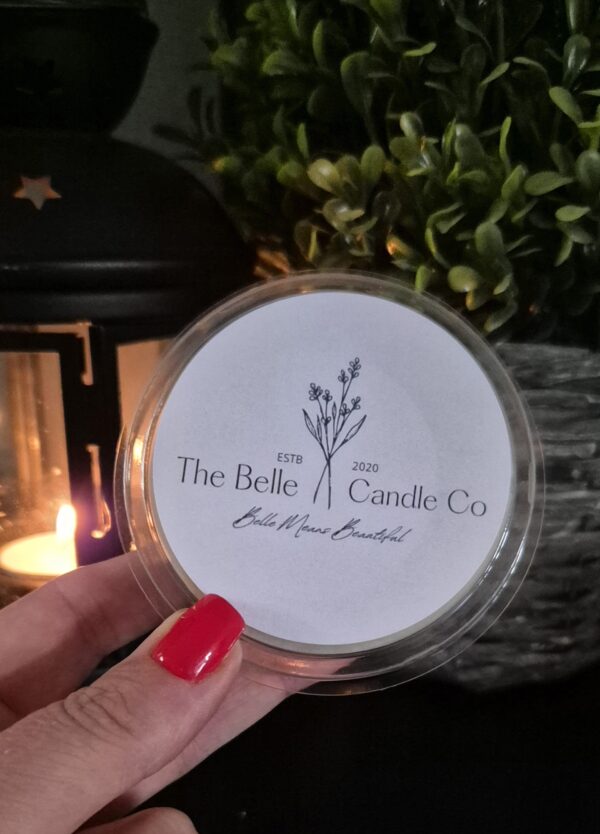 ESTB 2020
The Belle Candle Co
Belle Means Beautiful